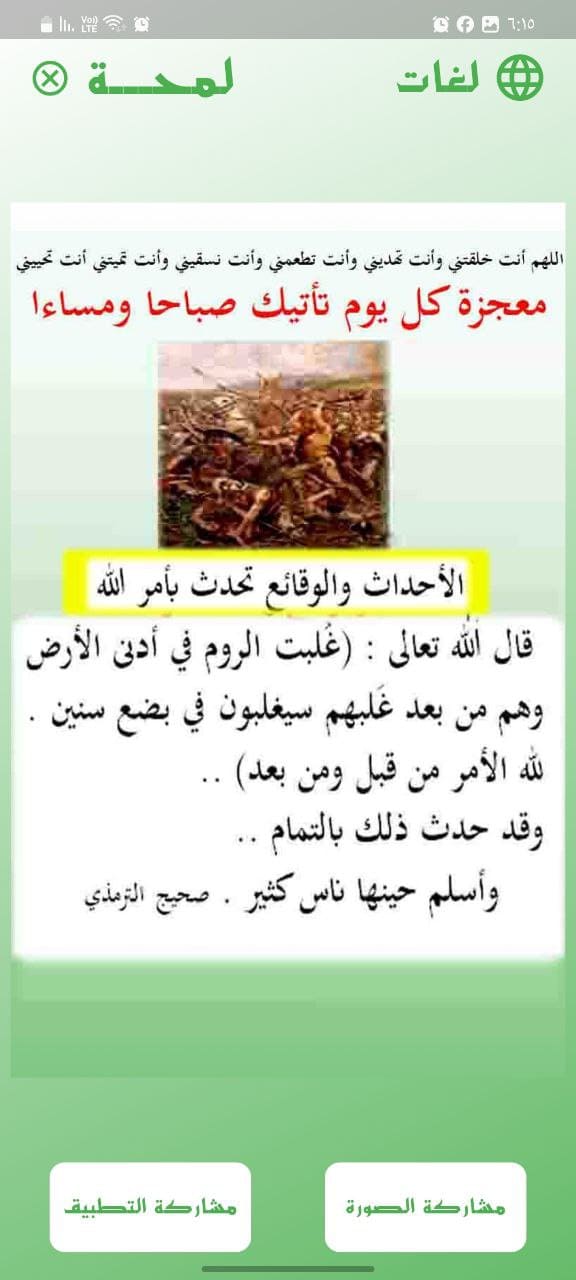 ٦:١٥
Vo)) LTE
لغات
لمحـــة
اللهم أنت خلقتني وأنت تهديني وأنت تطعمني وأنت تسقيني وأنت تميتني أنت تحييني
معجزة كل يوم تأتيك صباحا ومساءا
الأحداث والوقائع تحدث بأمر الله
قال الله تعالى : (غُلبت الروم في أدنى الأرض
وهم من بعد غَلبهم سيغلبون في بضع سنين .
لله الأمر من قبل ومن بعد) ..
وقد حدث ذلك بالتمام ..
وأسلم حينها ناس كثير . صحيح الترمذي
مشاركة الصورة
مشاركة التطبيق